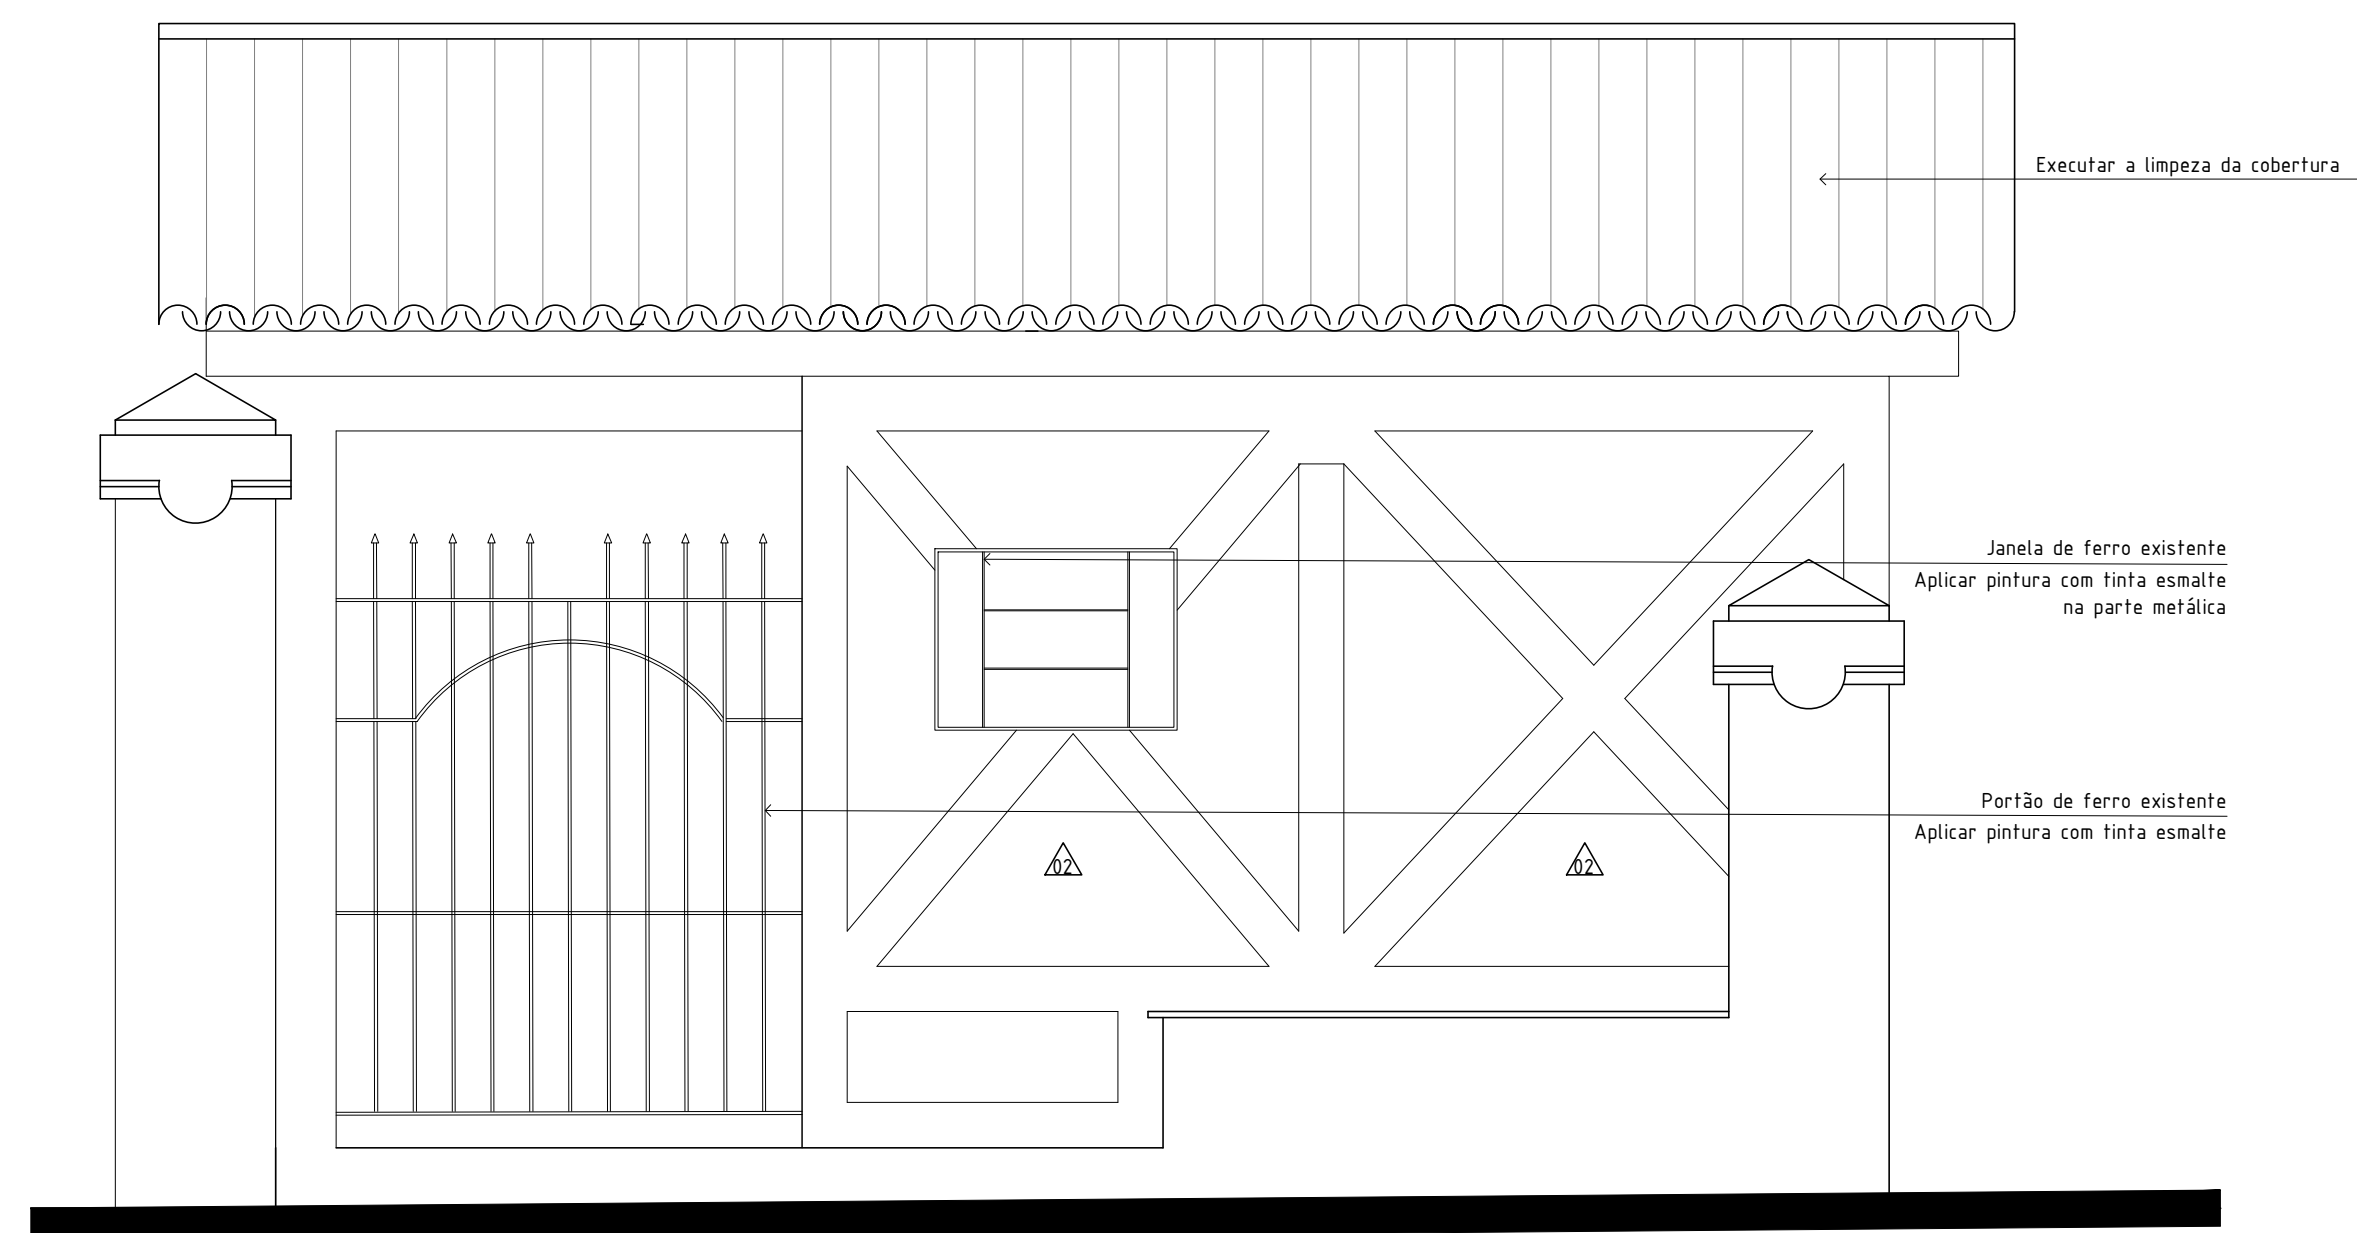 Executar a limpeza da cobertura
Janela de ferro existente
Aplicar pintura com tinta esmalte
na parte metálica
Portão de ferro existente
Aplicar pintura com tinta esmalte
02
02